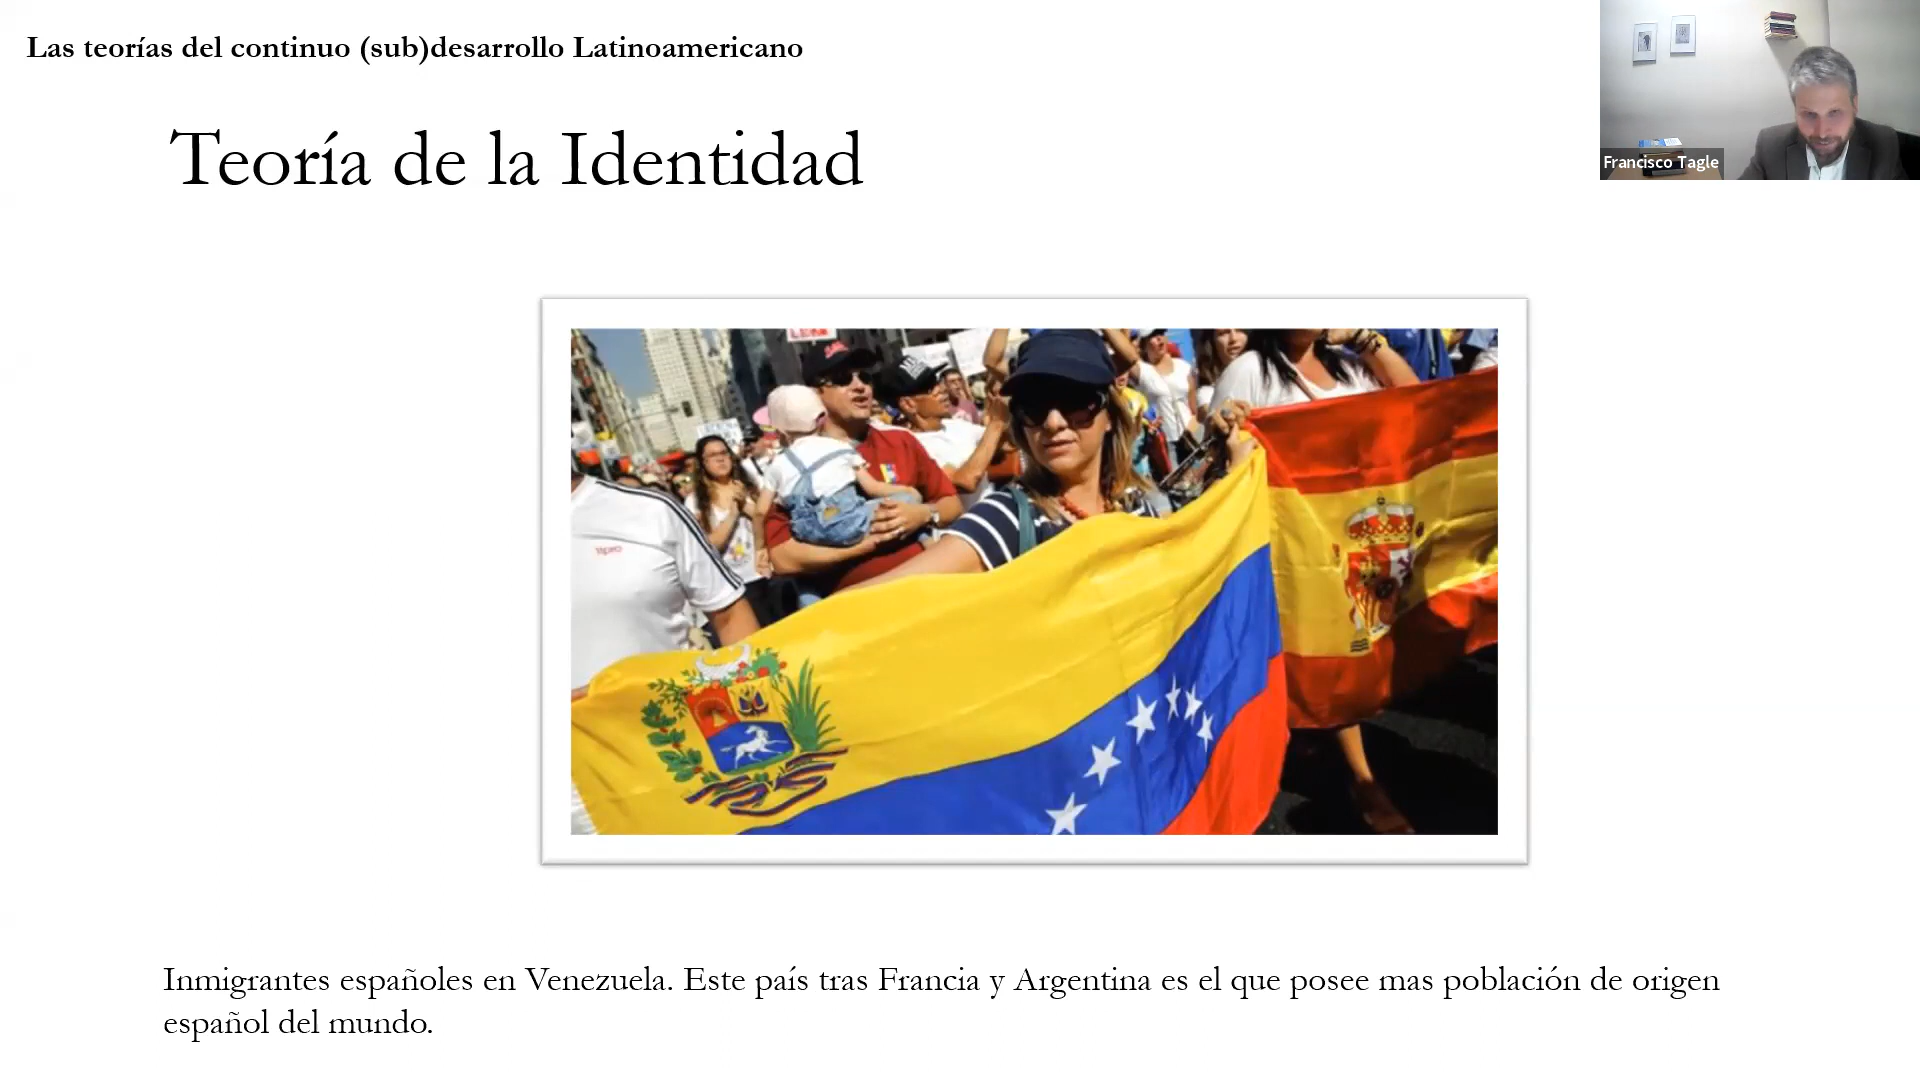 Las teorías del continuo (sub)desarrollo Latinoamericano
Francisco Tagle
Teoría de la Identidad
11pro
Inmigrantes españoles en Venezuela. Este país tras Francia y Argentina es el que posee mas población de origen
español del mundo.